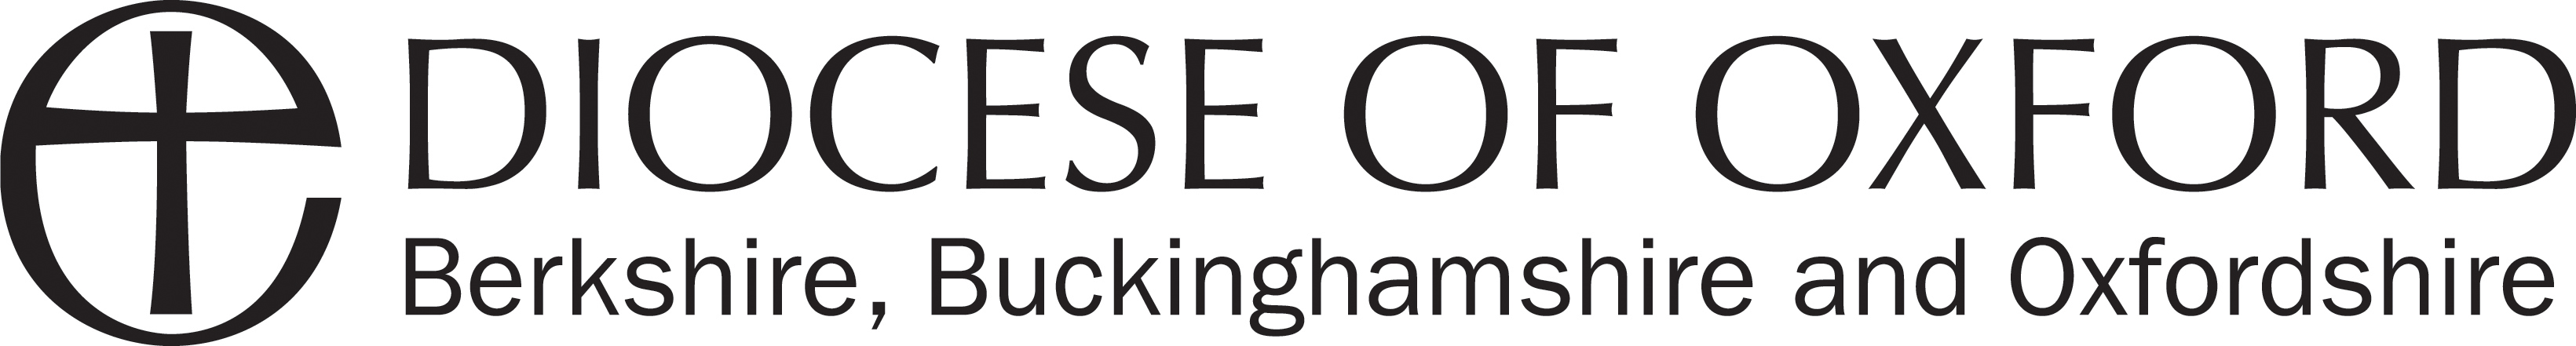 DIOCESE OF OXFORD
Berkshire, Buckinghamshire and Oxfordshire